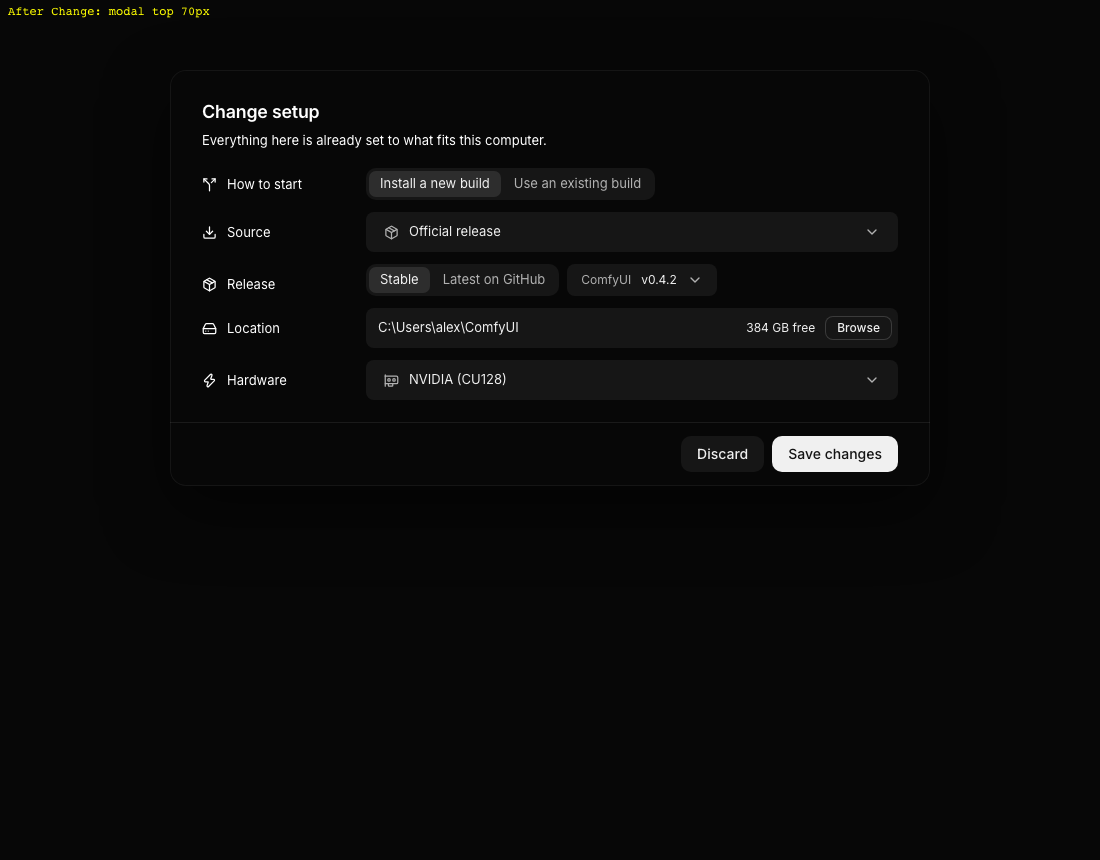 After Change: modal top 70px
Change setup
Everything here is already set to what fits this computer.
How to start Install a new build Use an existing build
Source Official release
Release Stable Latest on GitHub ComfyUI v0.4.2
Location C:\Users\alex\ComfyUI 384 GB free Browse
Hardware NVIDIA (CU128)
Discard Save changes